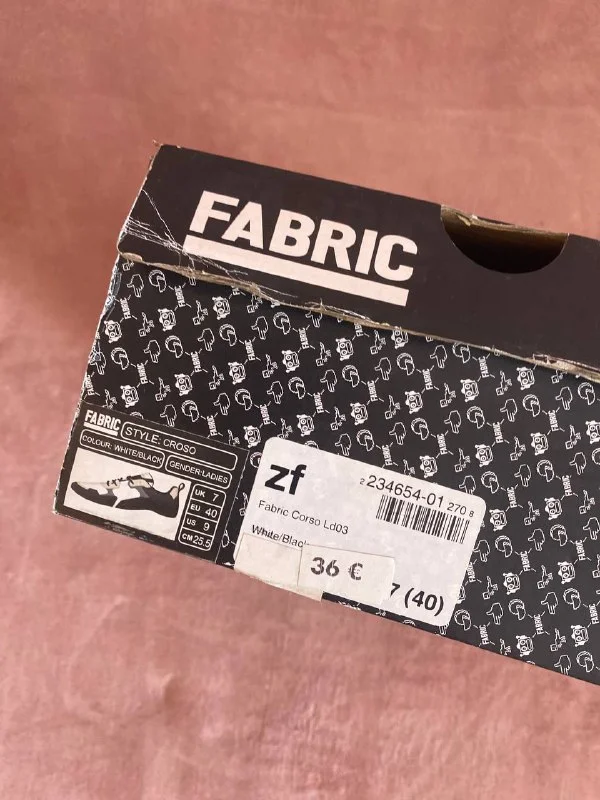 FABRIC
FABRIC
STYLE: CROSO
COLOUR: WHITE/BLACK
GENDER:LADIES
UK 7
EU 40
US 9
CM 25.5
zf
2 234654-01 270 8
Fabric Corso Ld03
White/Black
36 €
7 (40)